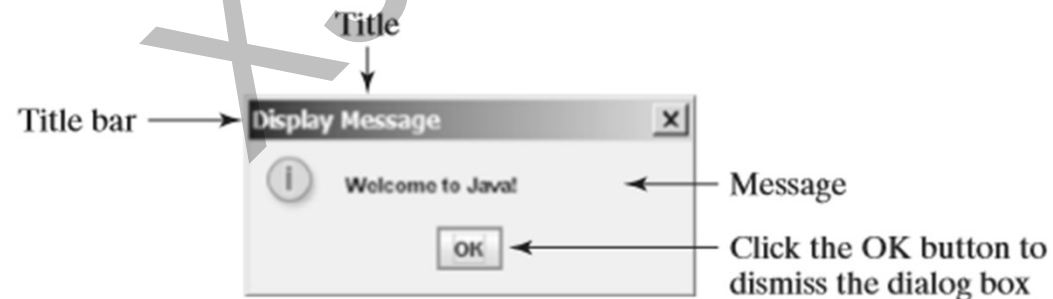 Title
Title bar
Display Message
X
i
Welcome to Java!
Message
OK
Click the OK button to
dismiss the dialog box